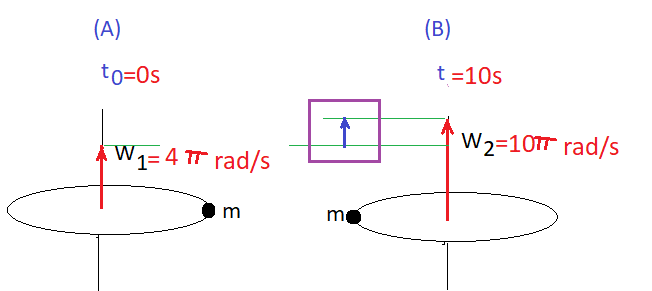 (A)
(B)
t0=0s
t =10s
W1= 4 π rad/s
W2=10π rad/s
m
m